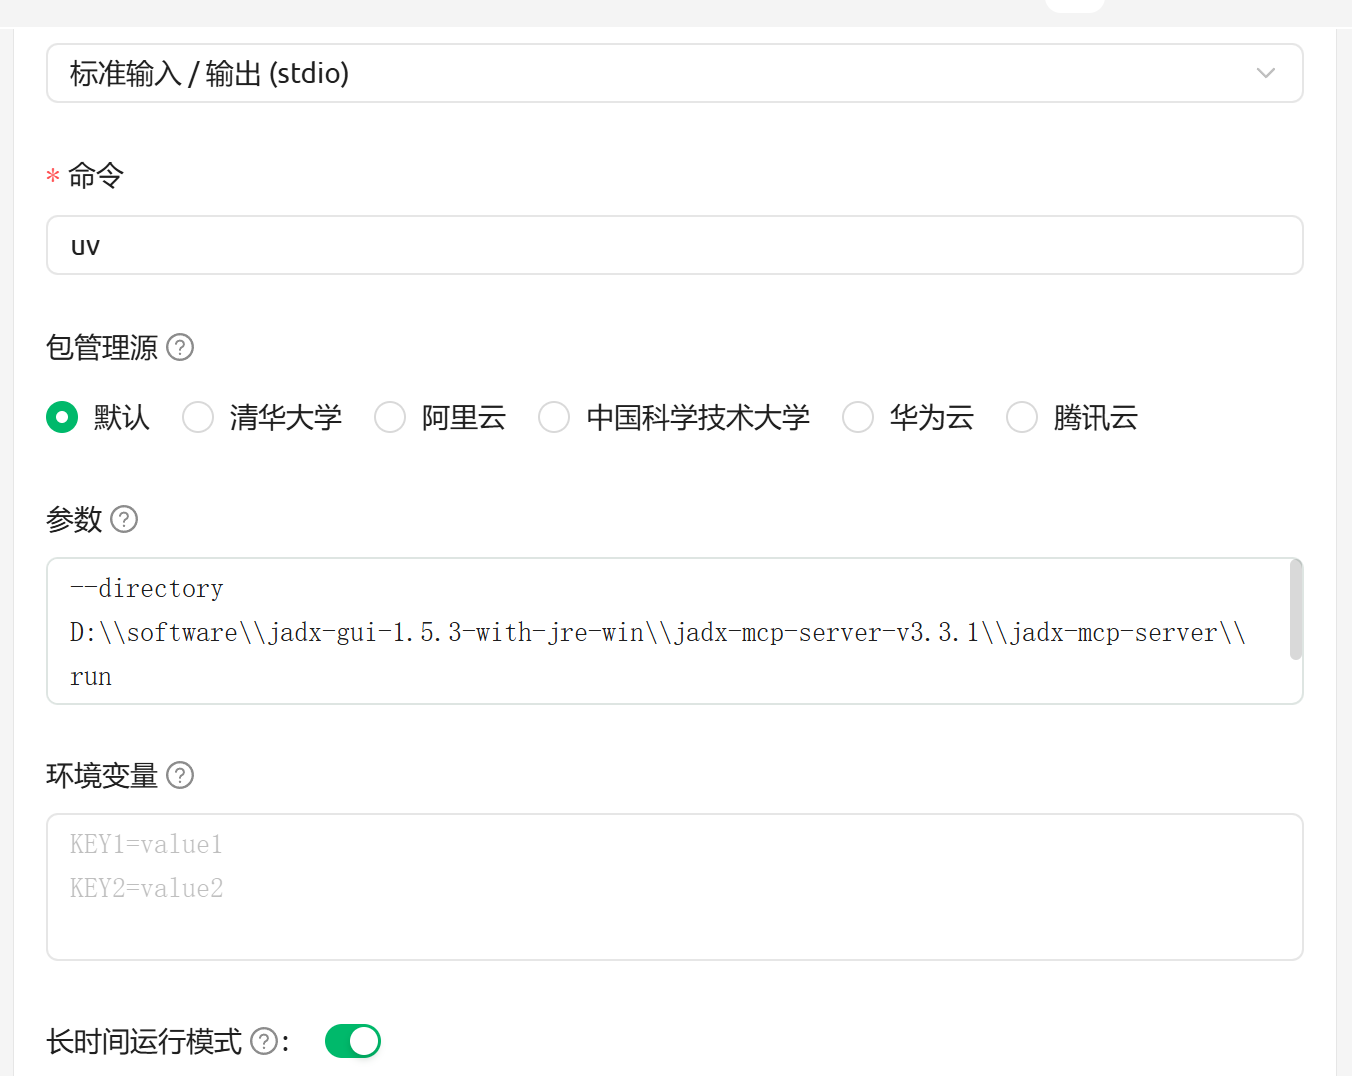 标准输入 / 输出 (stdio)
* 命令
uv
包管理源 ?
默认 清华大学 阿里云 中国科学技术大学 华为云 腾讯云
参数 ?
--directory
D:\\software\\jadx-gui-1.5.3-with-jre-win\\jadx-mcp-server-v3.3.1\\jadx-mcp-server\\
run
环境变量 ?
KEY1=value1
KEY2=value2
长时间运行模式 ? :